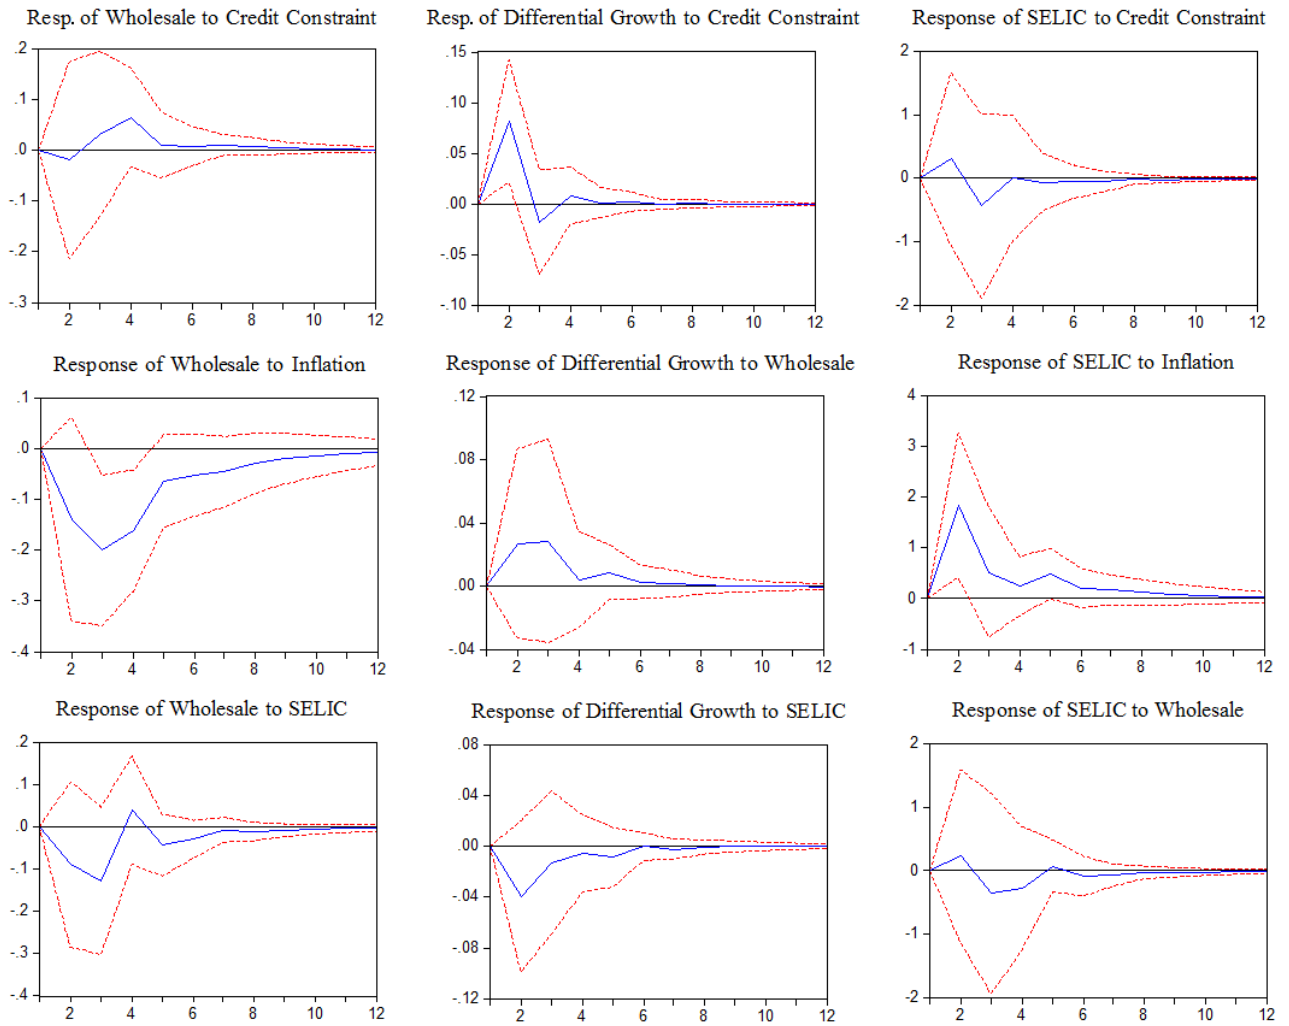 Resp. of Wholesale to Credit Constraint
.2
.1
.0
-.1
-.2
-.3
2 4 6 8 10 12
Resp. of Differential Growth to Credit Constraint
.15
.10
.05
.00
-.05
-.10
2 4 6 8 10 12
Response of SELIC to Credit Constraint
2
1
0
-1
-2
2 4 6 8 10 12
Response of Wholesale to Inflation
.1
.0
-.1
-.2
-.3
-.4
2 4 6 8 10 12
Response of Differential Growth to Wholesale
.12
.08
.04
.00
-.04
2 4 6 8 10 12
Response of SELIC to Inflation
4
3
2
1
0
-1
2 4 6 8 10 12
Response of Wholesale to SELIC
.2
.1
.0
-.1
-.2
-.3
-.4
2 4 6 8 10 12
Response of Differential Growth to SELIC
.08
.04
.00
-.04
-.08
-.12
2 4 6 8 10 12
Response of SELIC to Wholesale
2
1
0
-1
-2
2 4 6 8 10 12